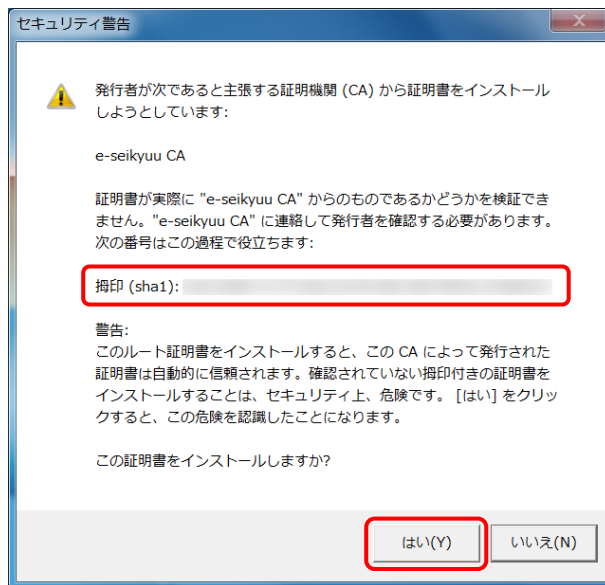 セキュリティ警告
発行者が次であると主張する証明機関 (CA) から証明書をインストール
しようとしています:
e-seikyuu CA
証明書が実際に "e-seikyuu CA" からのものであるかどうかを検証でき
ません。"e-seikyuu CA" に連絡して発行者を確認する必要があります。
次の番号はこの過程で役立ちます:
拇印 (sha1):
警告:
このルート証明書をインストールすると、この CA によって発行された
証明書は自動的に信頼されます。確認されていない拇印付きの証明書を
インストールすることは、セキュリティ上、危険です。 [はい] をクリッ
クすると、この危険を認識したことになります。
この証明書をインストールしますか?
はい(Y)
いいえ(N)